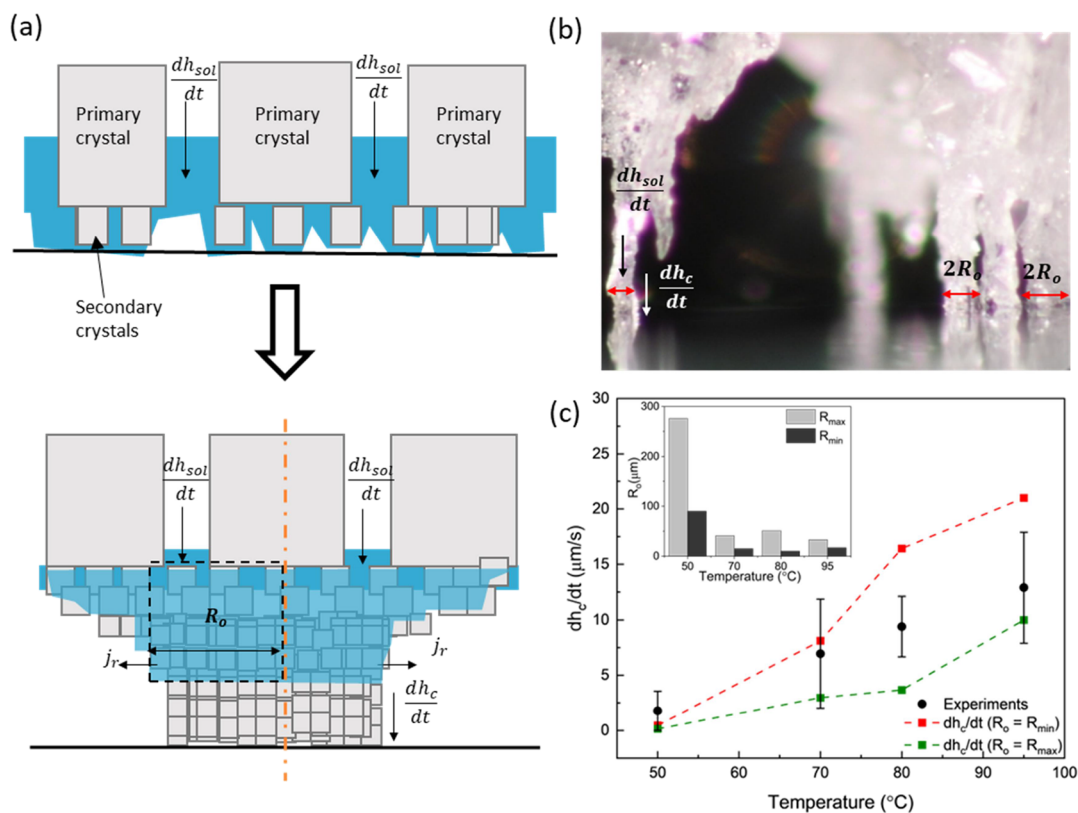 (a)
dh_sol/dt
dh_sol/dt
Primary crystal
Primary crystal
Primary crystal
Secondary crystals
dh_sol/dt
dh_sol/dt
R_o
j_r
j_r
dh_c/dt
(b)
dh_sol/dt
dh_c/dt
2R_o
2R_o
(c)
30
25
20
15
10
5
0
dh_c/dt (μm/s)
50
60
70
80
90
100
Temperature (°C)
300
150
0
R_o(μm)
R_max
R_min
50
70
80
95
Temperature (°C)
Experiments
dh_c/dt (R_o = R_min)
dh_c/dt (R_o = R_max)